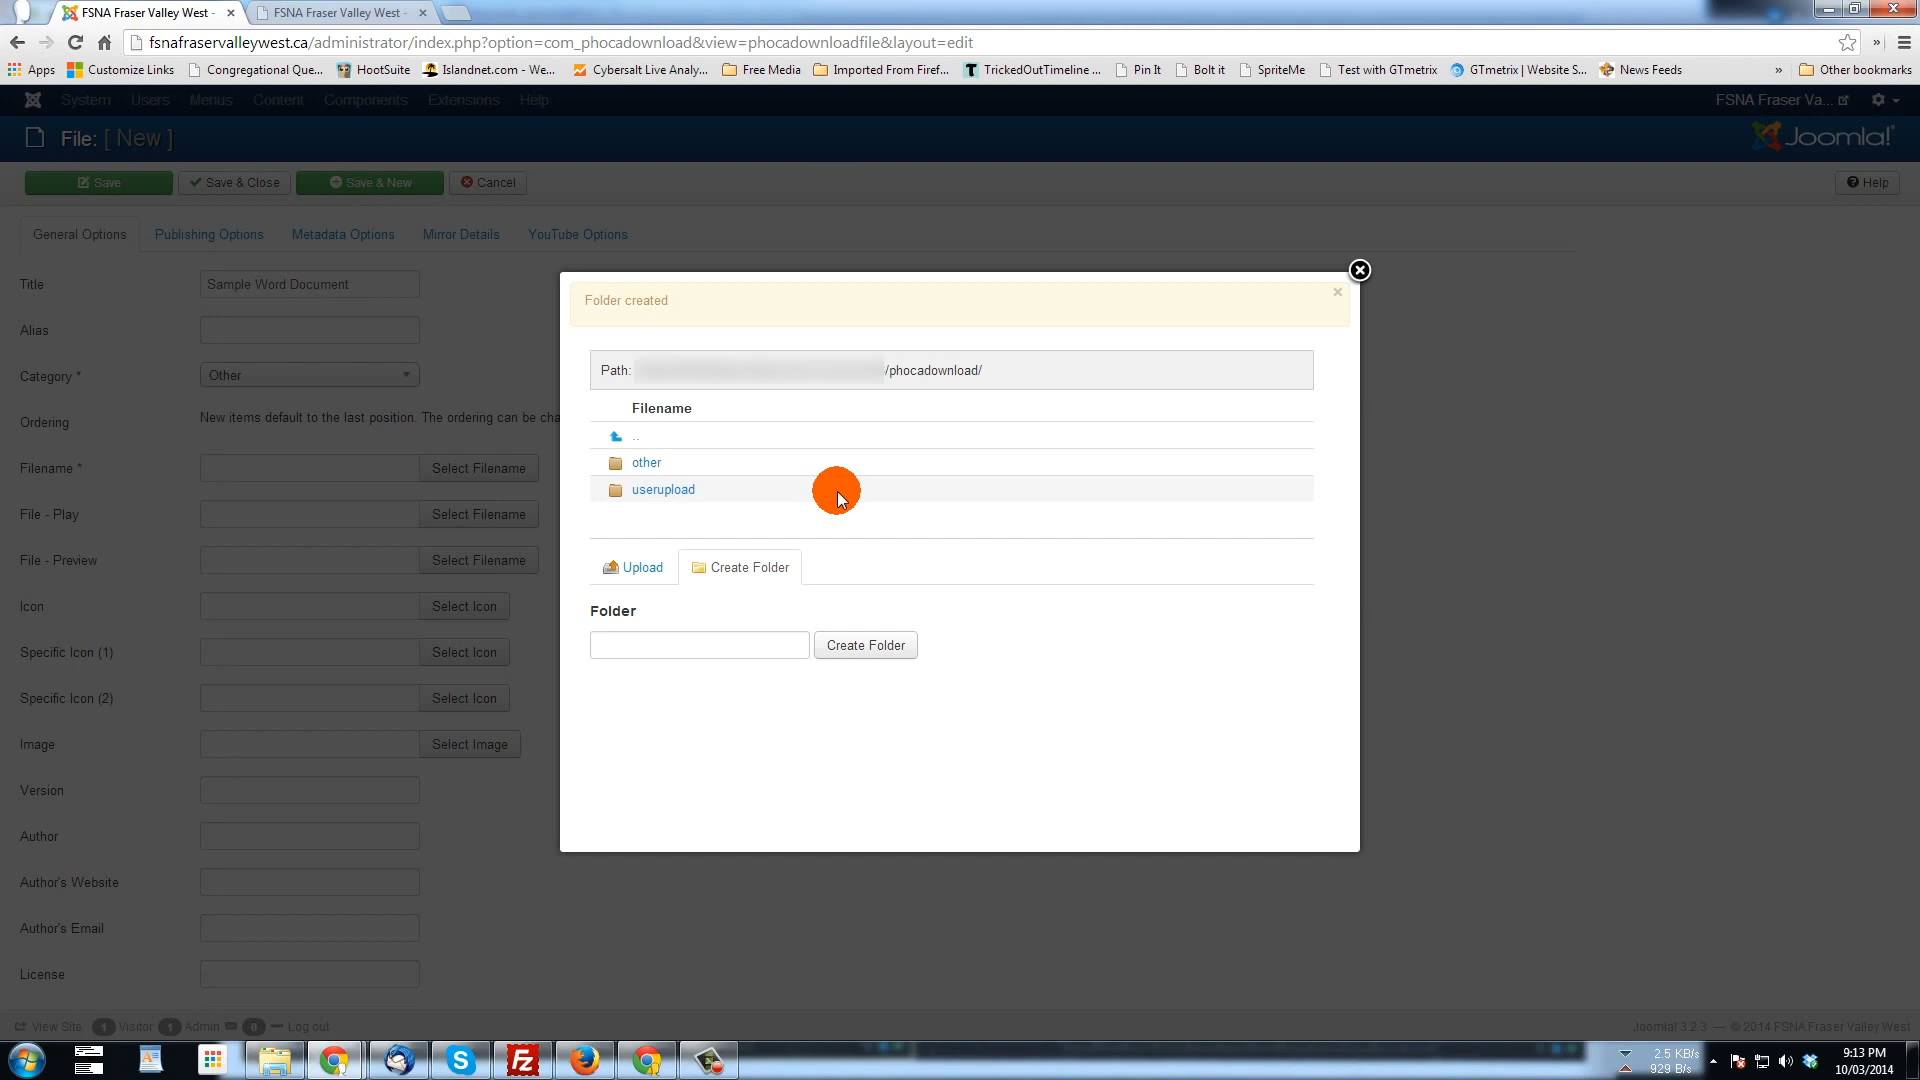 FSNA Fraser Valley West -
FSNA Fraser Valley West -
fsnafraservalleywest.ca/administrator/index.php?option=com_phocadownload&view=phocadownloadfile&layout=edit
Apps Customize Links Congregational Que... HootSuite Islandnet.com - We... Cybersalt Live Analy... Free Media Imported From Firef... TrickedOutTimeline ... Pin It Bolt it SpriteMe Test with GTmetrix GTmetrix | Website S... News Feeds » Other bookmarks
System Users Menus Content Components Extensions Help FSNA Fraser Va...
File: [ New ] Joomla!
Save Save & Close Save & New Cancel Help
General Options Publishing Options Metadata Options Mirror Details YouTube Options
Title Sample Word Document
Alias
Category * Other
Ordering New items default to the last position. The ordering can be cha
Filename * Select Filename
File - Play Select Filename
File - Preview Select Filename
Icon Select Icon
Specific Icon (1) Select Icon
Specific Icon (2) Select Icon
Image Select Image
Version
Author
Author's Website
Author's Email
License
Folder created
Path: /phocadownload/
Filename
..
other
userupload
Upload Create Folder
Folder
Create Folder
View Site 1 Visitor 1 Admin 0 Log out Joomla! 3.2.3 — © 2014 FSNA Fraser Valley West
2.5 KB/s
929 B/s
9:13 PM
10/03/2014